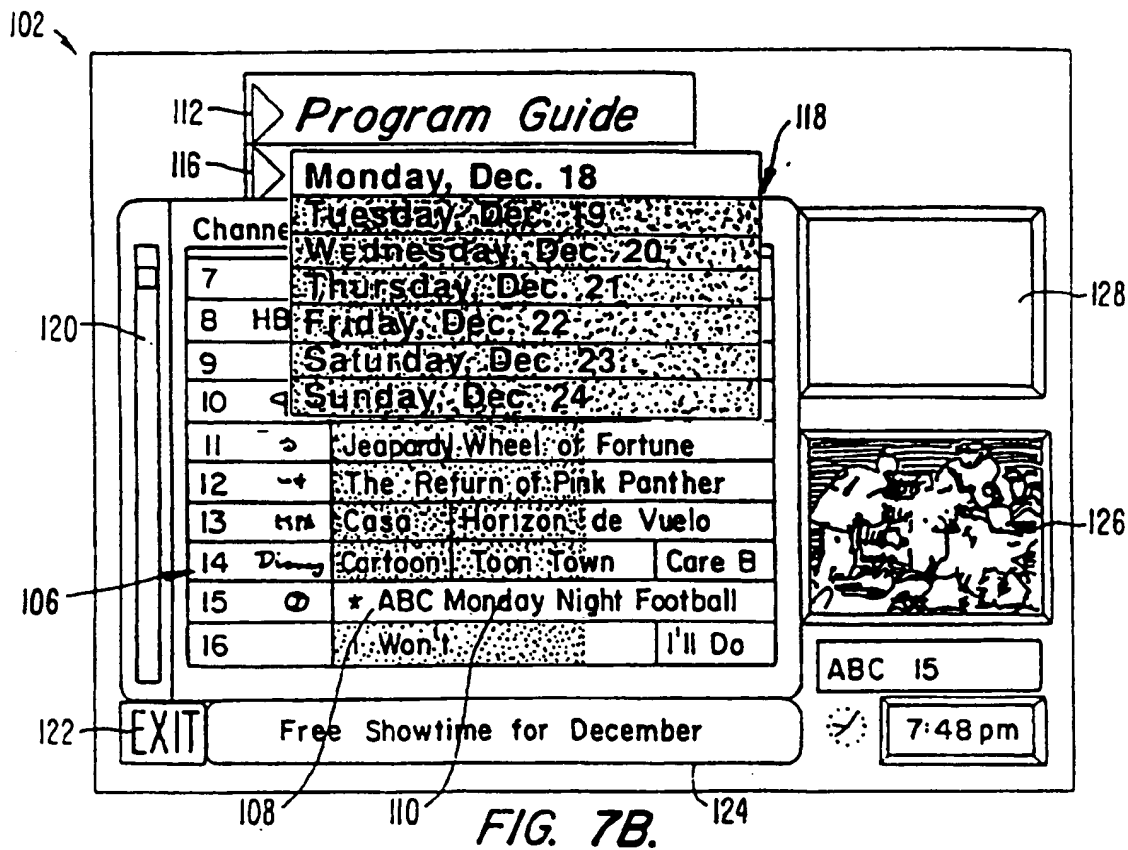 102
112 Program Guide
118
116 Monday, Dec. 18
Tuesday, Dec. 19
Channe
Wednesday, Dec. 20
7 Thursday, Dec. 21
128
120 8 HB Friday, Dec. 22
9 Saturday, Dec. 23
10 Sunday, Dec. 24
11 Jeopardy Wheel of Fortune
12 The Return of Pink Panther
13 Casa Horizon de Vuelo
126
14 Disney Cartoon Toon Town Care B
106
15 * ABC Monday Night Football
16 I Won't I'll Do
ABC 15
122 EXIT Free Showtime for December 7:48 pm
108 110 124
FIG. 7B.